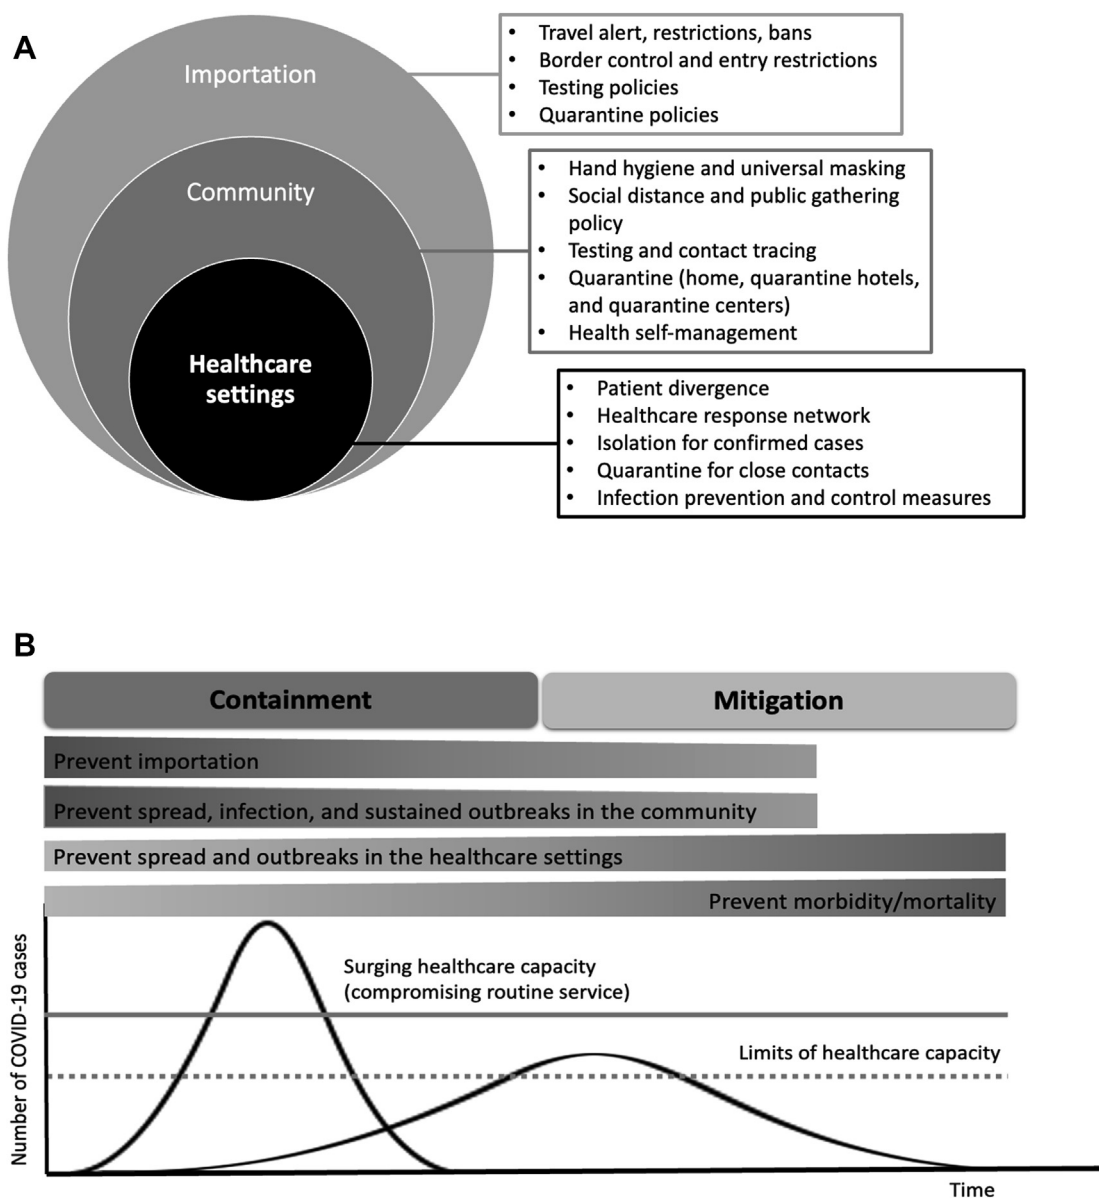 A
Importation
• Travel alert, restrictions, bans
• Border control and entry restrictions
• Testing policies
• Quarantine policies
Community
• Hand hygiene and universal masking
• Social distance and public gathering
policy
• Testing and contact tracing
• Quarantine (home, quarantine hotels,
and quarantine centers)
• Health self-management
Healthcare
settings
• Patient divergence
• Healthcare response network
• Isolation for confirmed cases
• Quarantine for close contacts
• Infection prevention and control measures
B
Containment
Mitigation
Prevent importation
Prevent spread, infection, and sustained outbreaks in the community
Prevent spread and outbreaks in the healthcare settings
Prevent morbidity/mortality
Number of COVID-19 cases
Surging healthcare capacity
(compromising routine service)
Limits of healthcare capacity
Time